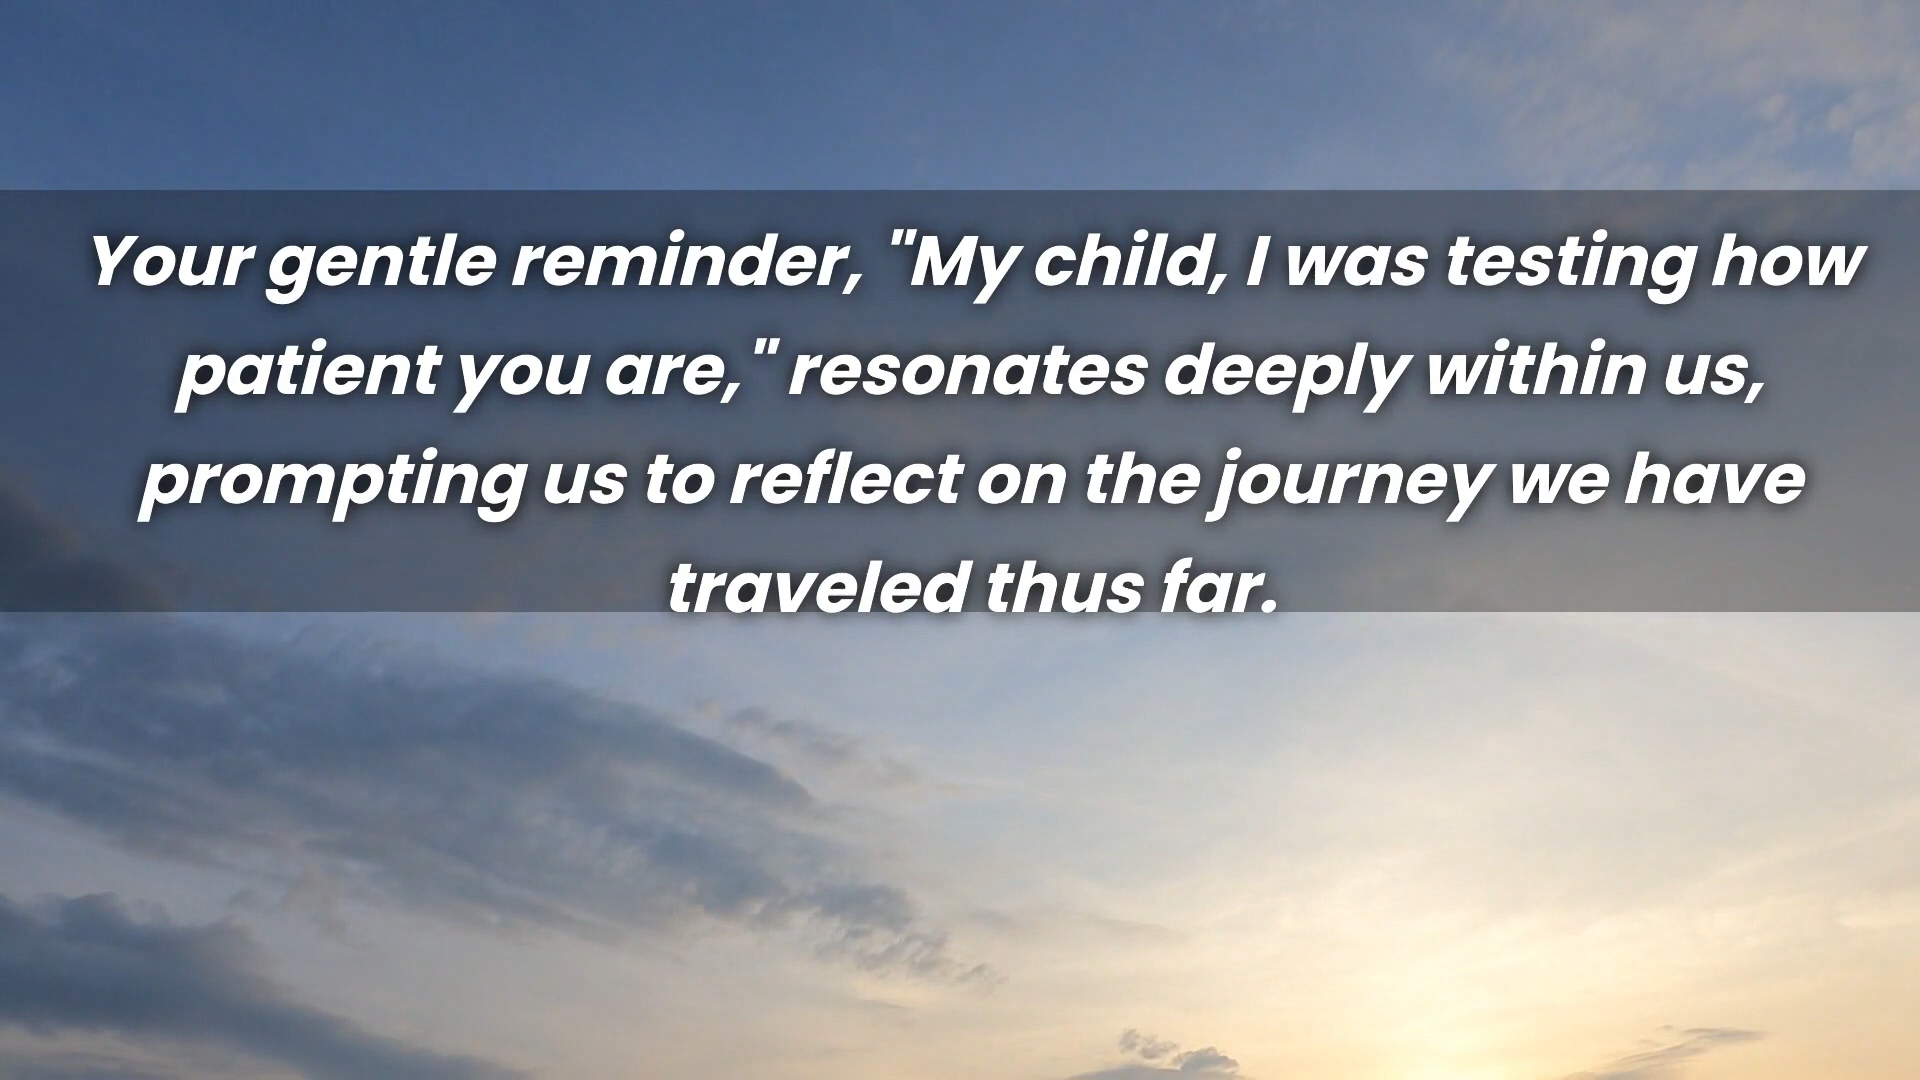 Your gentle reminder, "My child, I was testing how
patient you are," resonates deeply within us,
prompting us to reflect on the journey we have
traveled thus far.